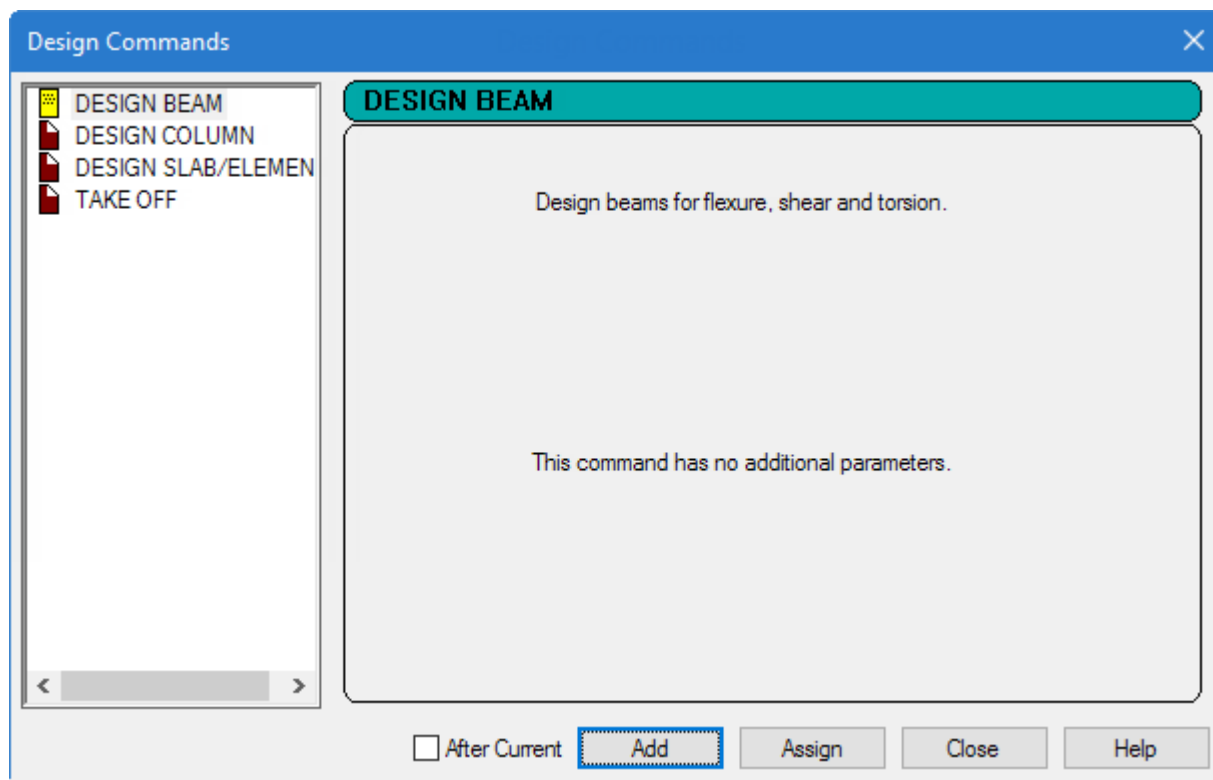 Design Commands
DESIGN BEAM
DESIGN COLUMN
DESIGN SLAB/ELEMEN
TAKE OFF
DESIGN BEAM
Design beams for flexure, shear and torsion.
This command has no additional parameters.
After Current
Add
Assign
Close
Help